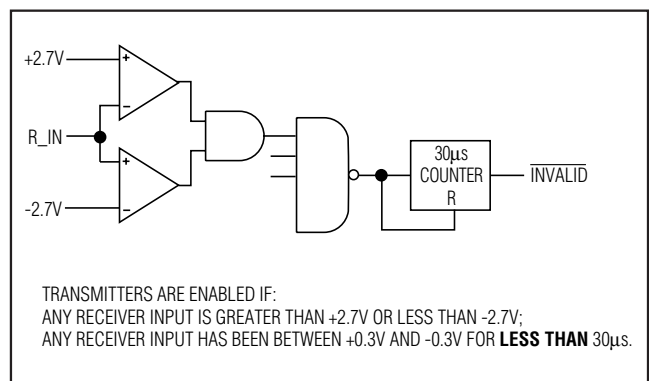 +2.7V
R_IN
-2.7V
30μs
COUNTER
R
INVALID
TRANSMITTERS ARE ENABLED IF:
ANY RECEIVER INPUT IS GREATER THAN +2.7V OR LESS THAN -2.7V;
ANY RECEIVER INPUT HAS BEEN BETWEEN +0.3V AND -0.3V FOR LESS THAN 30μs.